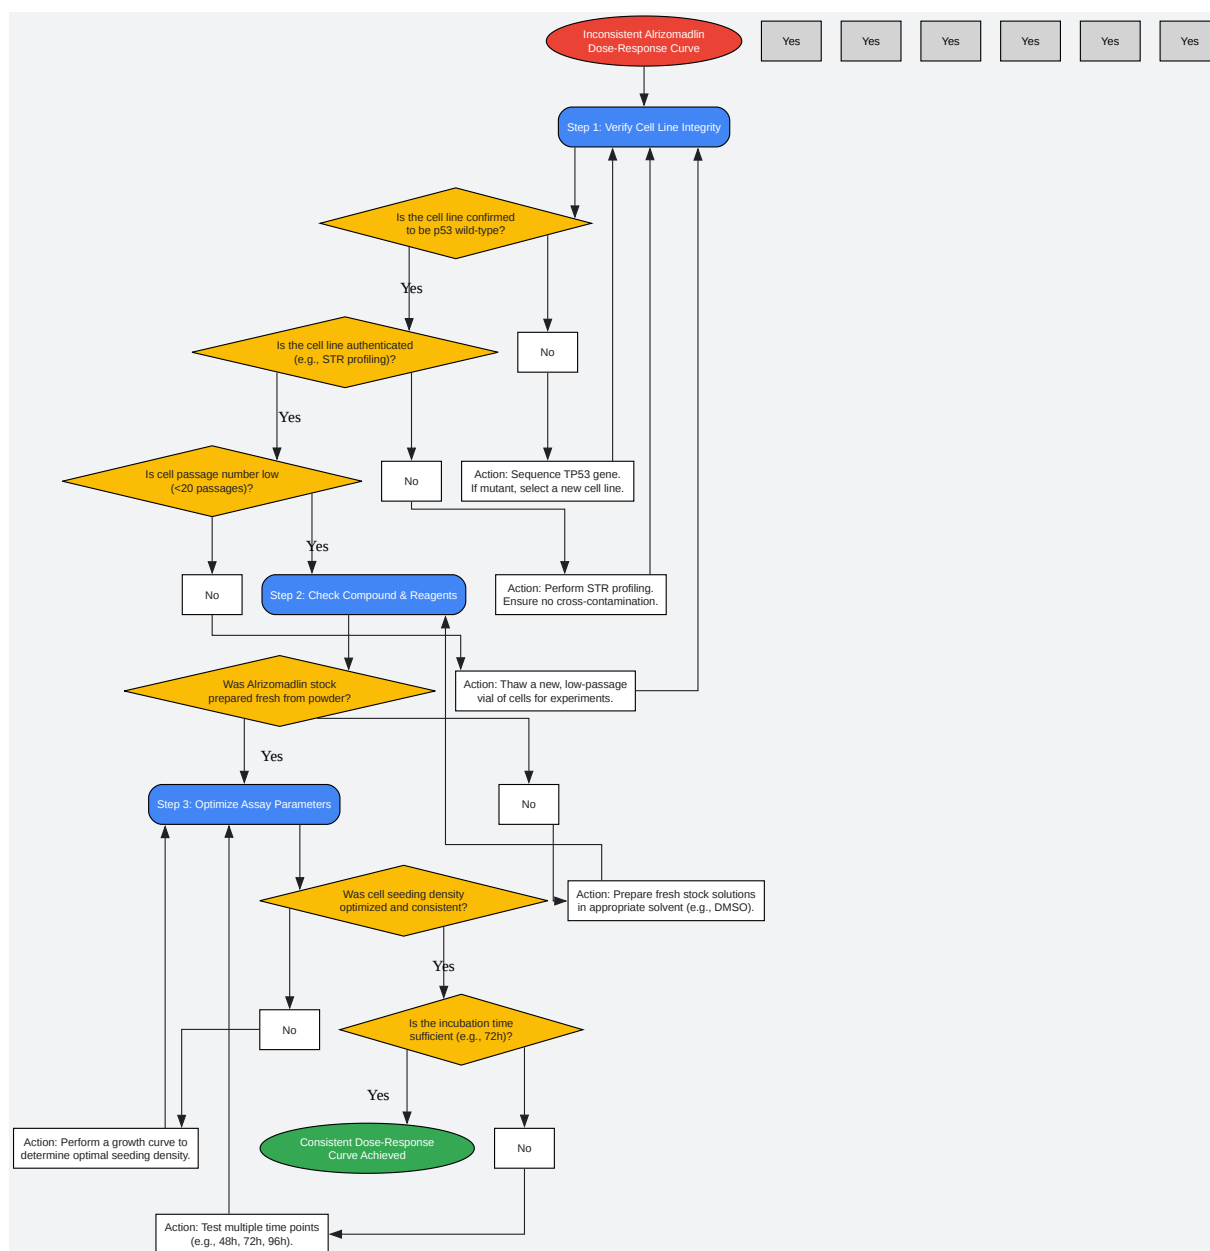 Inconsistent Alrizomadlin
Dose-Response Curve
Yes
Yes
Yes
Yes
Yes
Yes
Step 1: Verify Cell Line Integrity
Is the cell line confirmed
to be p53 wild-type?
Yes
Is the cell line authenticated
(e.g., STR profiling)?
No
Yes
Is cell passage number low
(<20 passages)?
No
Action: Sequence TP53 gene.
If mutant, select a new cell line.
Yes
No
Step 2: Check Compound & Reagents
Action: Perform STR profiling.
Ensure no cross-contamination.
Was Alrizomadlin stock
prepared fresh from powder?
Action: Thaw a new, low-passage
vial of cells for experiments.
Yes
Step 3: Optimize Assay Parameters
No
Was cell seeding density
optimized and consistent?
Action: Prepare fresh stock solutions
in appropriate solvent (e.g., DMSO).
Yes
No
Is the incubation time
sufficient (e.g., 72h)?
Yes
Action: Perform a growth curve to
determine optimal seeding density.
Consistent Dose-Response
Curve Achieved
No
Action: Test multiple time points
(e.g., 48h, 72h, 96h).